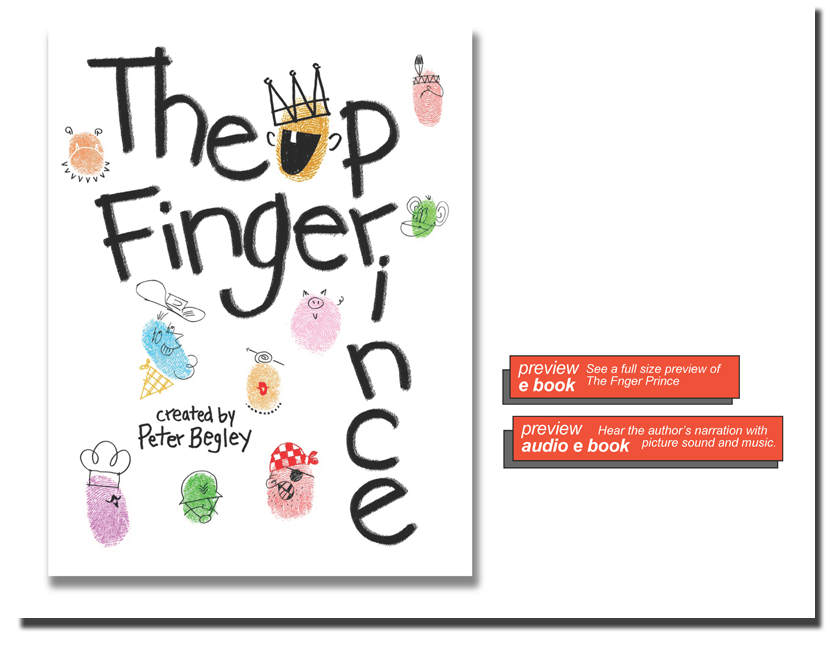 The
Finger
Prince
created by
Peter Begley
preview See a full size preview of
e book The Fnger Prince
preview Hear the author's narration with
audio e book picture sound and music.